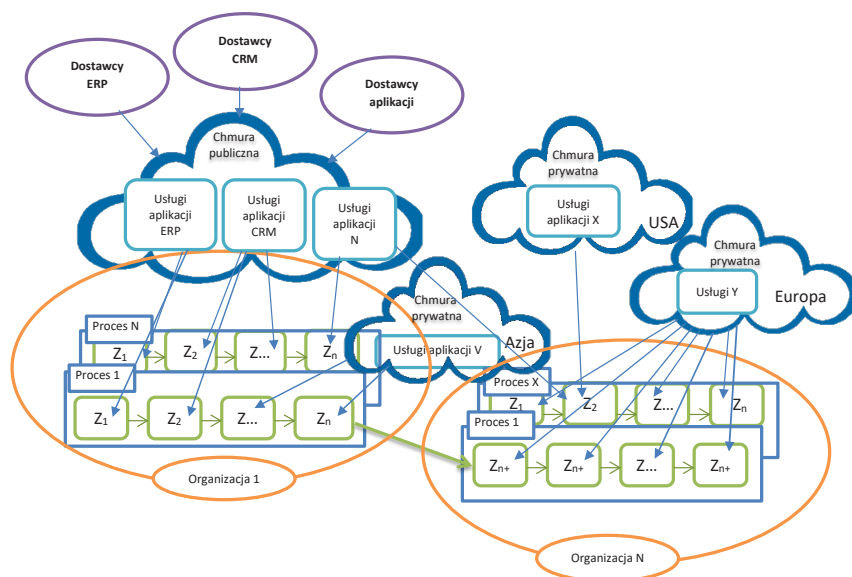 Dostawcy
ERP
Dostawcy
CRM
Dostawcy
aplikacji
Chmura
publiczna
Usługi
aplikacji
ERP
Usługi
aplikacji
CRM
Usługi
aplikacji
N
Chmura
prywatna
Usługi
aplikacji X
USA
Chmura
prywatna
Usługi Y
Europa
Chmura
prywatna
Usługi aplikacji V
Azja
Proces N
Z1
Z2
Z...
Zn
Proces 1
Z1
Z2
Z...
Zn
Organizacja 1
Proces X
Z1
Z2
Z...
Zn
Proces 1
Zn+
Zn+
Z...
Zn+
Organizacja N